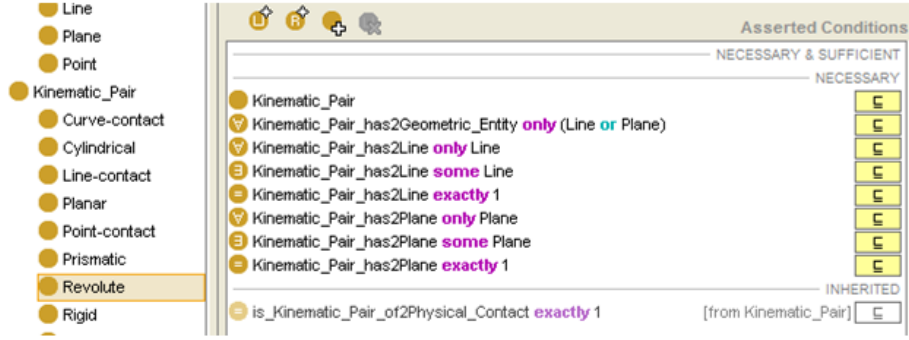 Line
Plane
Point
Kinematic_Pair
Curve-contact
Cylindrical
Line-contact
Planar
Point-contact
Prismatic
Revolute
Rigid
U R
Asserted Conditions
NECESSARY & SUFFICIENT
NECESSARY
Kinematic_Pair ⊑
∀ Kinematic_Pair_has2Geometric_Entity only (Line or Plane) ⊑
∀ Kinematic_Pair_has2Line only Line ⊑
∃ Kinematic_Pair_has2Line some Line ⊑
= Kinematic_Pair_has2Line exactly 1 ⊑
∀ Kinematic_Pair_has2Plane only Plane ⊑
∃ Kinematic_Pair_has2Plane some Plane ⊑
= Kinematic_Pair_has2Plane exactly 1 ⊑
INHERITED
= is_Kinematic_Pair_of2Physical_Contact exactly 1 [from Kinematic_Pair] ⊑